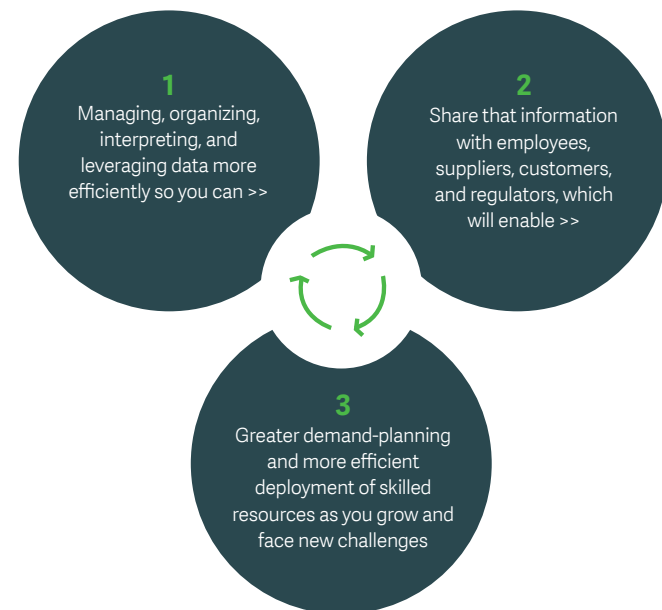 1
Managing, organizing,
interpreting, and
leveraging data more
efficiently so you can >>
2
Share that information
with employees,
suppliers, customers,
and regulators, which
will enable >>
3
Greater demand-planning
and more efficient
deployment of skilled
resources as you grow and
face new challenges